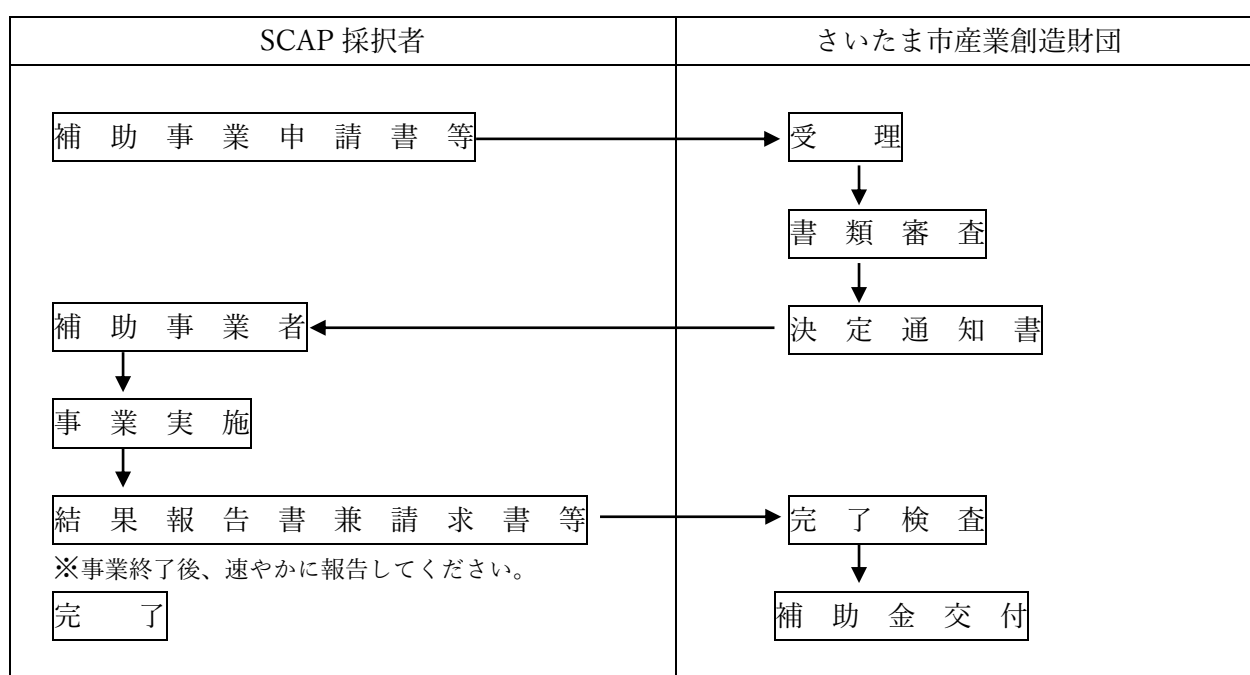 SCAP 採択者
さいたま市産業創造財団
補助事業申請書等
受理
書類審査
補助事業者
決定通知書
事業実施
結果報告書兼請求書等
完了検査
※事業終了後、速やかに報告してください。
完了
補助金交付